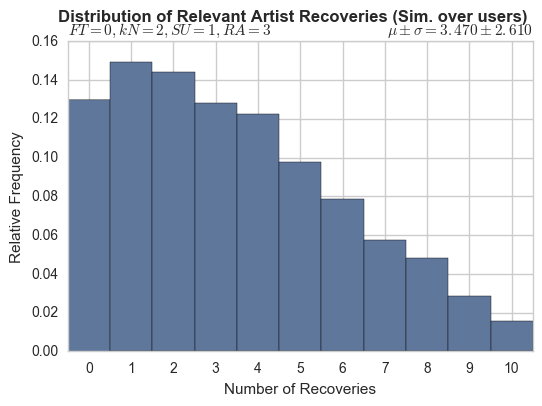 Distribution of Relevant Artist Recoveries (Sim. over users)
FT = 0, kN = 2, SU = 1, RA = 3
μ ± σ = 3.470 ± 2.610
Relative Frequency
0.16
0.14
0.12
0.10
0.08
0.06
0.04
0.02
0.00
0 1 2 3 4 5 6 7 8 9 10
Number of Recoveries